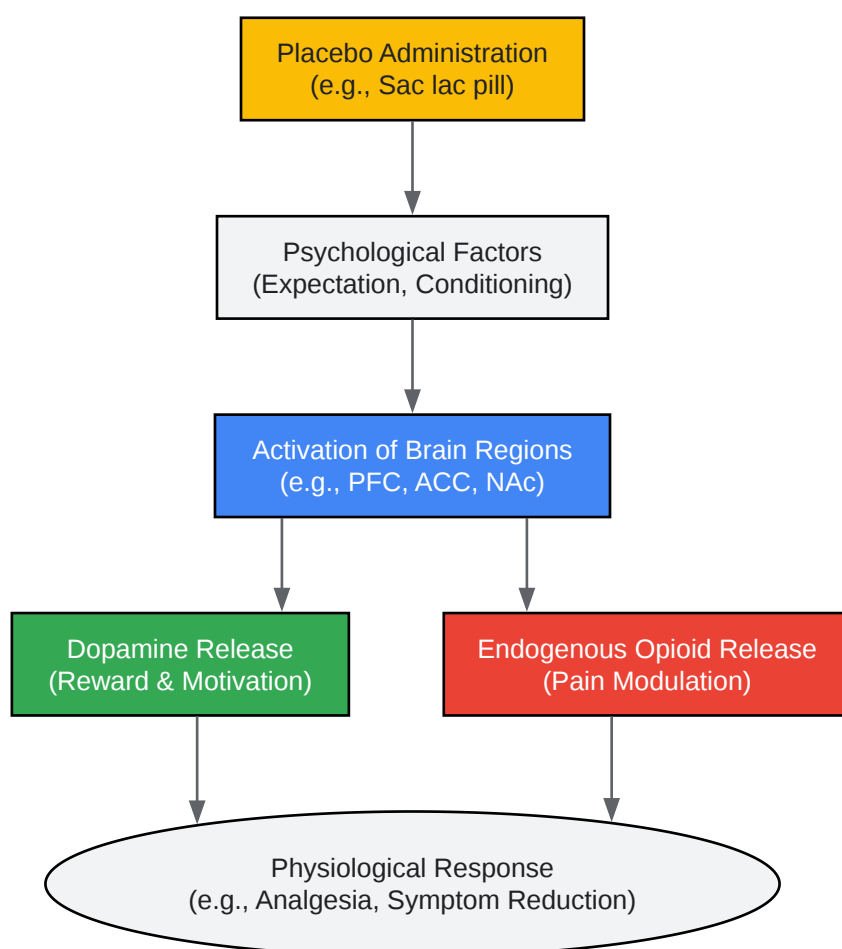 Placebo Administration
(e.g., Sac lac pill)
Psychological Factors
(Expectation, Conditioning)
Activation of Brain Regions
(e.g., PFC, ACC, NAc)
Dopamine Release
(Reward & Motivation)
Endogenous Opioid Release
(Pain Modulation)
Physiological Response
(e.g., Analgesia, Symptom Reduction)